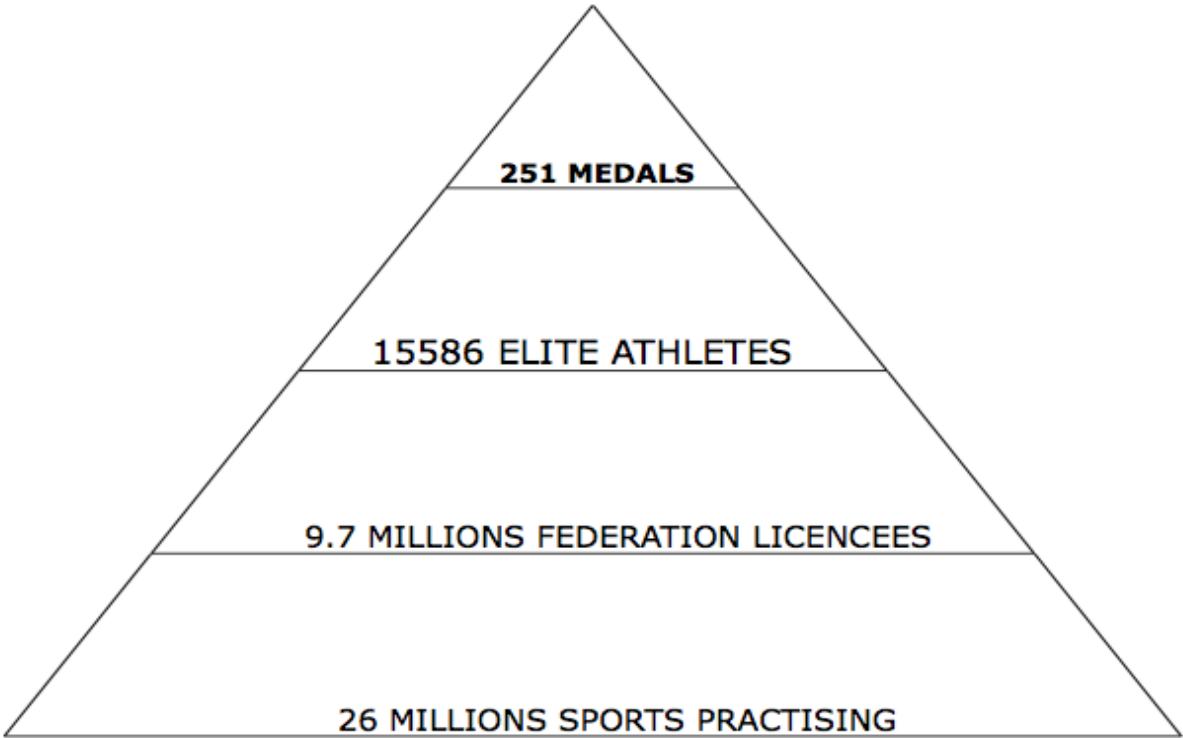 251 MEDALS
15586 ELITE ATHLETES
9.7 MILLIONS FEDERATION LICENCEES
26 MILLIONS SPORTS PRACTISING